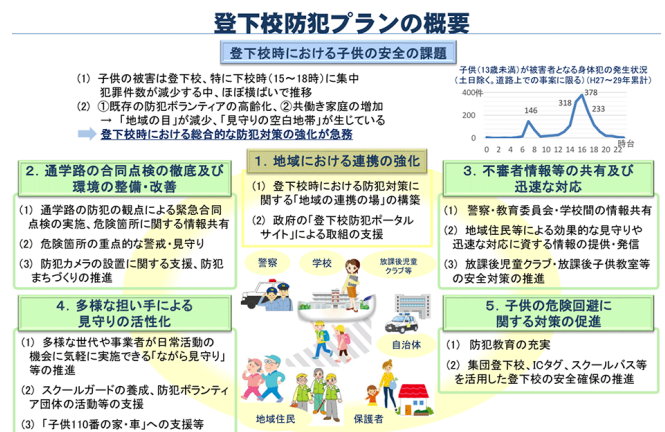 登下校防犯プランの概要
登下校時における子供の安全の課題
(1) 子供の被害は登下校、特に下校時(15～18時)に集中
犯罪件数が減少する中、ほぼ横ばいで推移
(2) ①既存の防犯ボランティアの高齢化、②共働き家庭の増加
→ 「地域の目」が減少、「見守りの空白地帯」が生じている
登下校時における総合的な防犯対策の強化が急務
子供(13歳未満)が被害者となる身体犯の発生状況
(土日除く。道路上での事案に限る)(H27～29年累計)
400件
200
0
146
318
378
233
0 2 4 6 8 10 12 14 16 18 20 22
時台
1. 地域における連携の強化
(1) 登下校時における防犯対策に
関する「地域の連携の場」の構築
(2) 政府の「登下校防犯ポータル
サイト」による取組の支援
2. 通学路の合同点検の徹底及び
環境の整備・改善
(1) 通学路の防犯の観点による緊急合同
点検の実施、危険箇所に関する情報共有
(2) 危険箇所の重点的な警戒・見守り
(3) 防犯カメラの設置に関する支援、防犯
まちづくりの推進
3. 不審者情報等の共有及び
迅速な対応
(1) 警察・教育委員会・学校間の情報共有
(2) 地域住民等による効果的な見守りや
迅速な対応に資する情報の提供・発信
(3) 放課後児童クラブ・放課後子供教室等
の安全対策の推進
4. 多様な担い手による
見守りの活性化
(1) 多様な世代や事業者が日常活動の
機会に気軽に実施できる「ながら見守り」
等の推進
(2) スクールガードの養成、防犯ボランティ
ア団体の活動等の支援
(3) 「子供110番の家・車」への支援等
5. 子供の危険回避に
関する対策の促進
(1) 防犯教育の充実
(2) 集団登下校、ICタグ、スクールバス等
を活用した登下校の安全確保の推進
警察
学校
放課後児童
クラブ等
自治体
地域住民
保護者